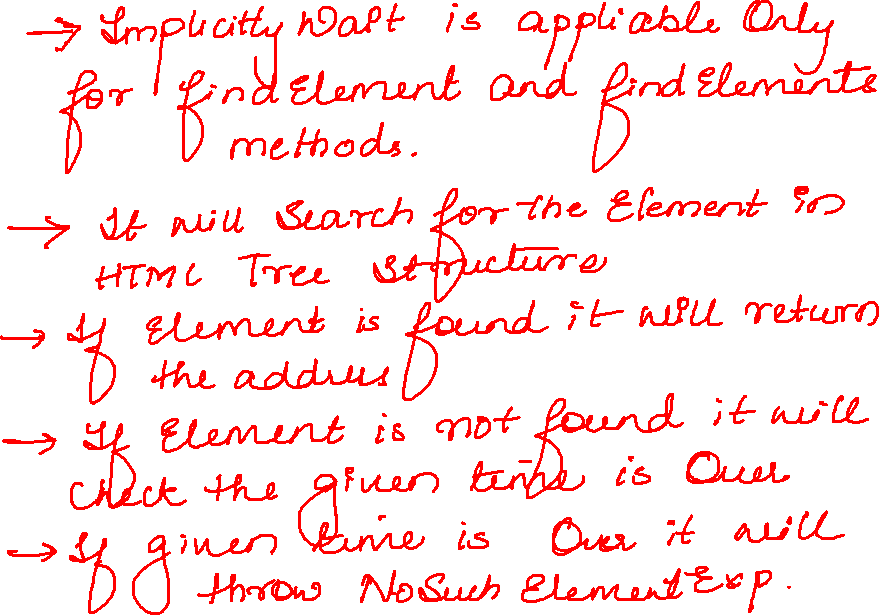 → Implicitly Wait is appliable Only
for findElement and findElements
methods.
→ It will Search for the Element in
HTML Tree Structure
→ If Element is found it will return
the address
→ If Element is not found it will
check the given time is Over
→ If given time is Over it will
throw NoSuch ElementExp.